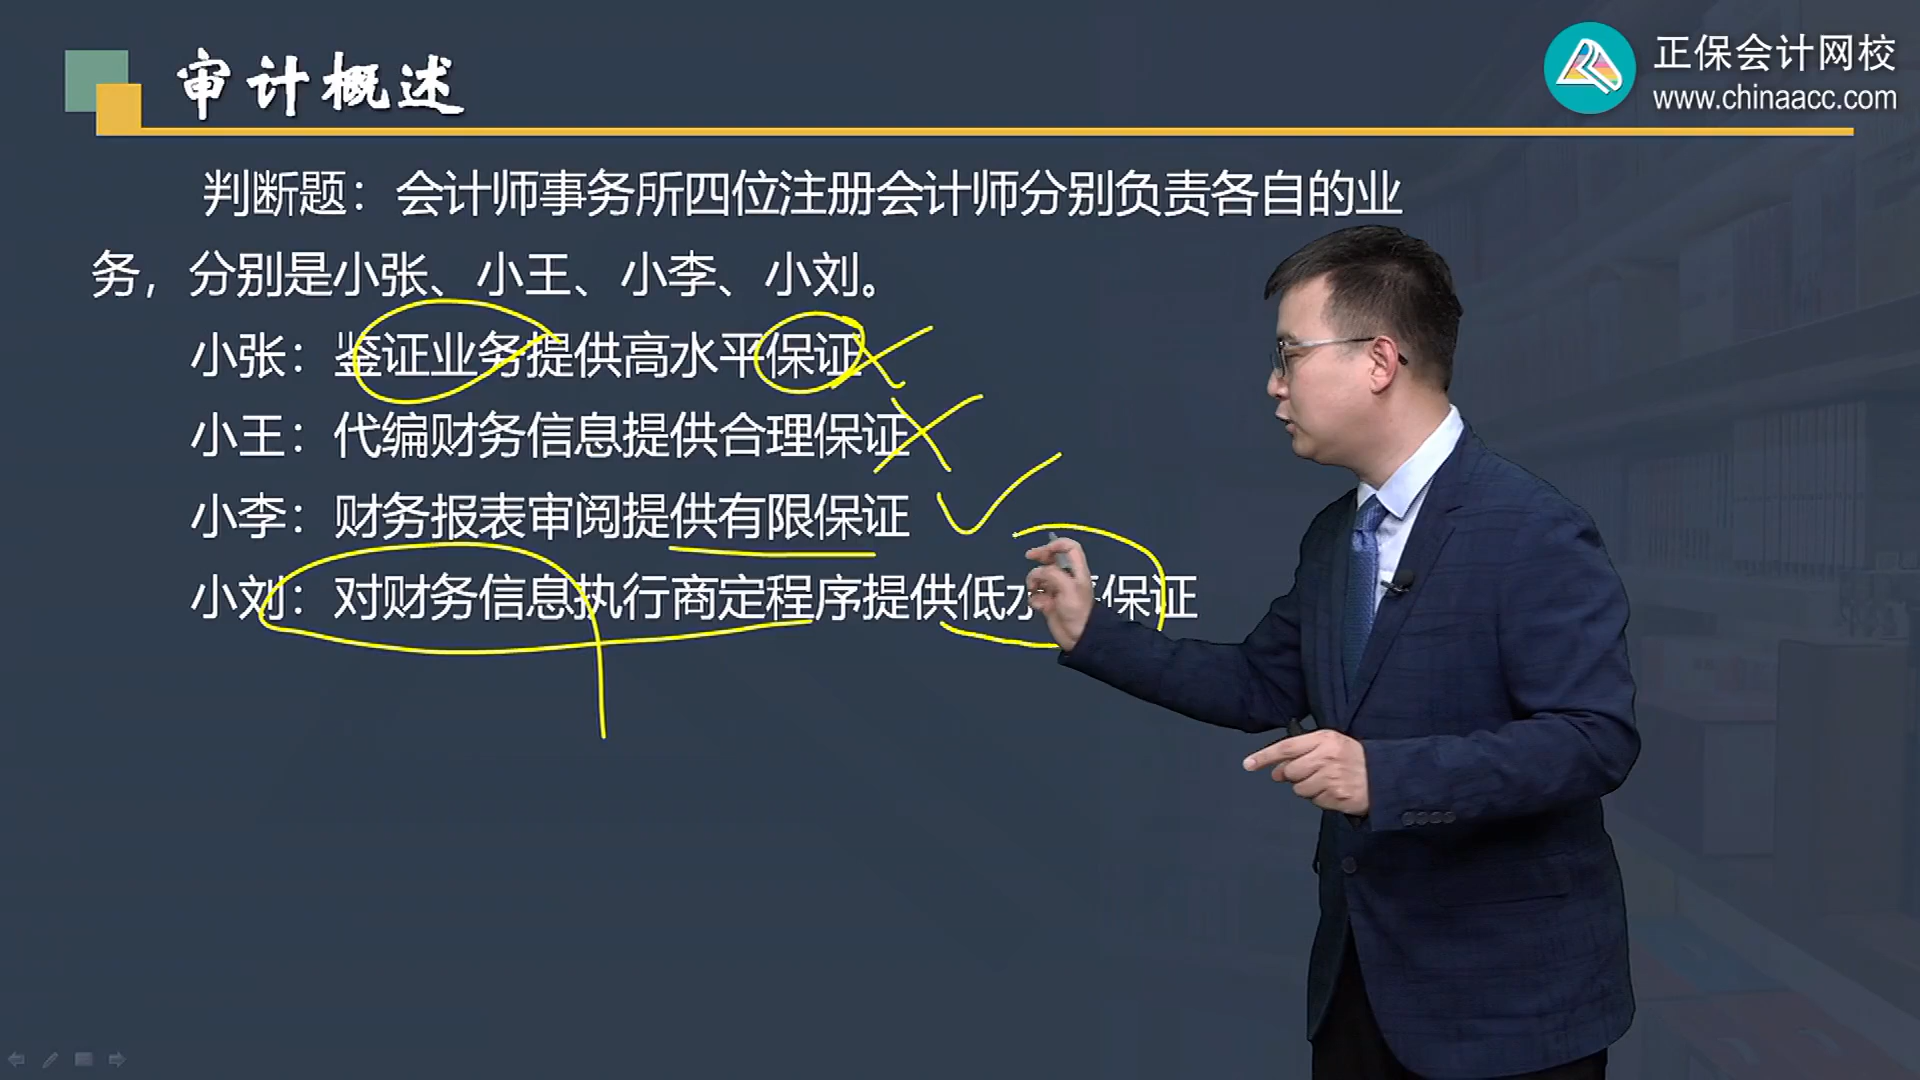 审计概述
正保会计网校
www.chinaacc.com
判断题：会计师事务所四位注册会计师分别负责各自的业
务，分别是小张、小王、小李、小刘。
小张：鉴证业务提供高水平保证
小王：代编财务信息提供合理保证
小李：财务报表审阅提供有限保证
小刘：对财务信息执行商定程序提供低水平保证